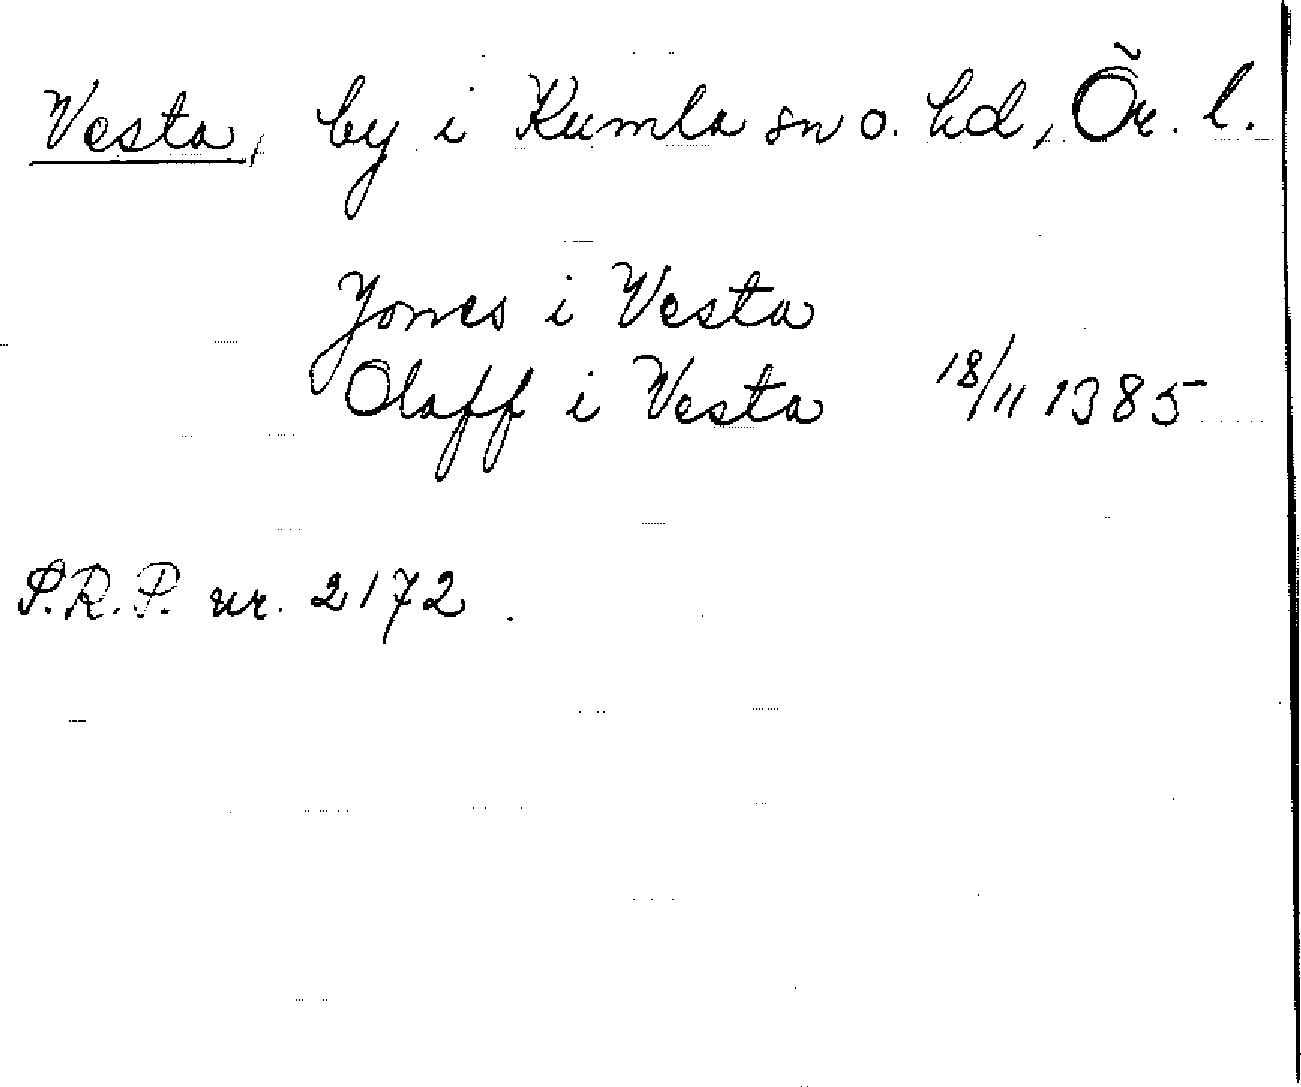 Vesta, by i Kumla sn o. hd, Ör. l.
Jones i Vesta
Olaff i Vesta 18/11 1385
S.R.P. nr. 2172.